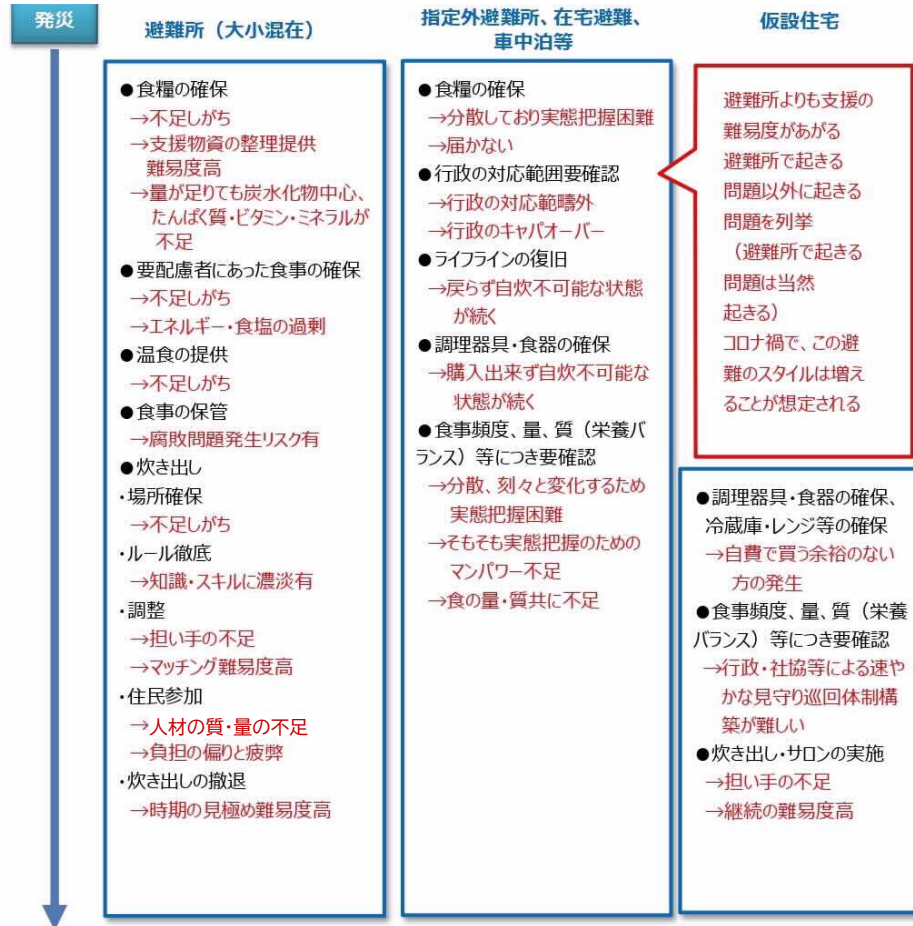 発災
避難所（大小混在）
●食糧の確保
→不足しがち
→支援物資の整理提供
難易度高
→量が足りても炭水化物中心、
たんぱく質・ビタミン・ミネラルが
不足
●要配慮者にあった食事の確保
→不足しがち
→エネルギー・食塩の過剰
●温食の提供
→不足しがち
●食事の保管
→腐敗問題発生リスク有
●炊き出し
・場所確保
→不足しがち
・ルール徹底
→知識・スキルに濃淡有
・調整
→担い手の不足
→マッチング難易度高
・住民参加
→人材の質・量の不足
→負担の偏りと疲弊
・炊き出しの撤退
→時期の見極め難易度高
指定外避難所、在宅避難、
車中泊等
●食糧の確保
→分散しており実態把握困難
→届かない
●行政の対応範囲要確認
→行政の対応範疇外
→行政のキャパオーバー
●ライフラインの復旧
→戻らず自炊不可能な状態
が続く
●調理器具・食器の確保
→購入出来ず自炊不可能な
状態が続く
●食事頻度、量、質（栄養バ
ランス）等につき要確認
→分散、刻々と変化するため
実態把握困難
→そもそも実態把握のための
マンパワー不足
→食の量・質共に不足
仮設住宅
避難所よりも支援の
難易度があがる
避難所で起きる
問題以外に起きる
問題を列挙
（避難所で起きる
問題は当然
起きる）
コロナ禍で、この避
難のスタイルは増え
ることが想定される
●調理器具・食器の確保、
冷蔵庫・レンジ等の確保
→自費で買う余裕のない
方の発生
●食事頻度、量、質（栄養
バランス）等につき要確認
→行政・社協等による速や
かな見守り巡回体制構
築が難しい
●炊き出し・サロンの実施
→担い手の不足
→継続の難易度高